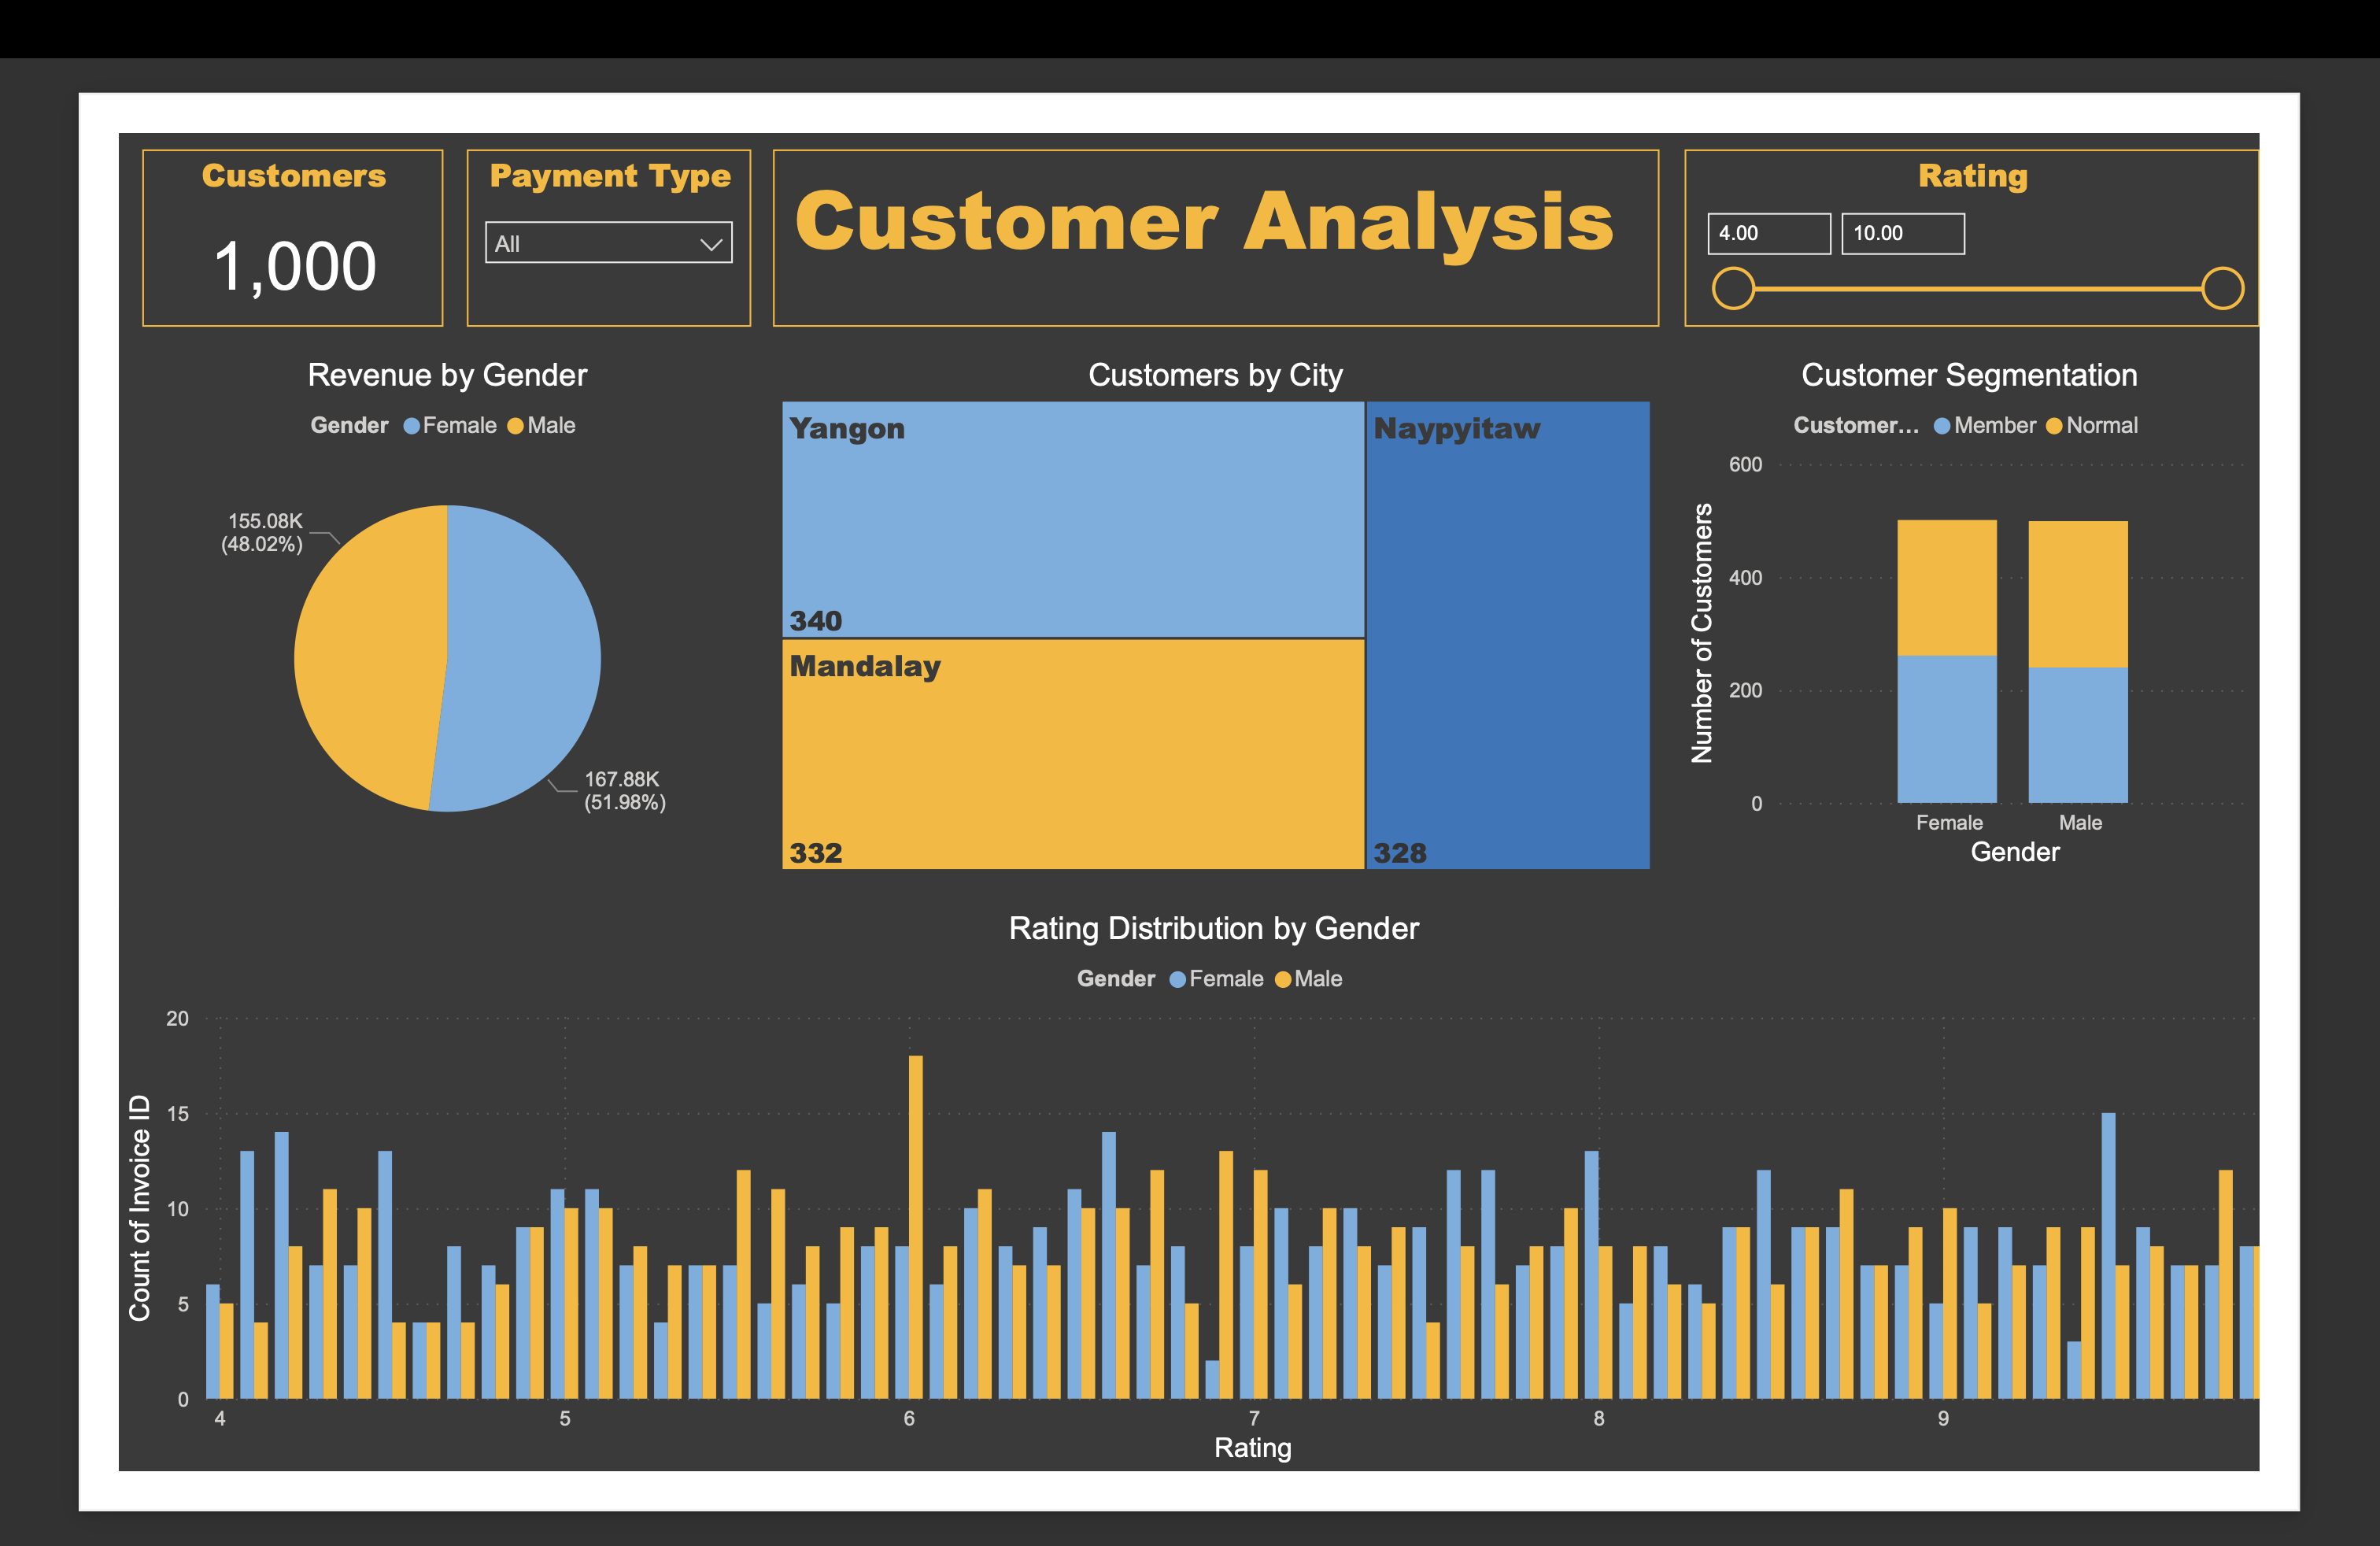 Customers
1,000
Payment Type
All
Customer Analysis
Rating
4.00
10.00
Revenue by Gender
Gender Female Male
155.08K
(48.02%)
167.88K
(51.98%)
Customers by City
Yangon
340
Mandalay
332
Naypyitaw
328
Customer Segmentation
Customer... Member Normal
Number of Customers
600
400
200
0
Female Male
Gender
Rating Distribution by Gender
Gender Female Male
Count of Invoice ID
20
15
10
5
0
4 5 6 7 8 9
Rating